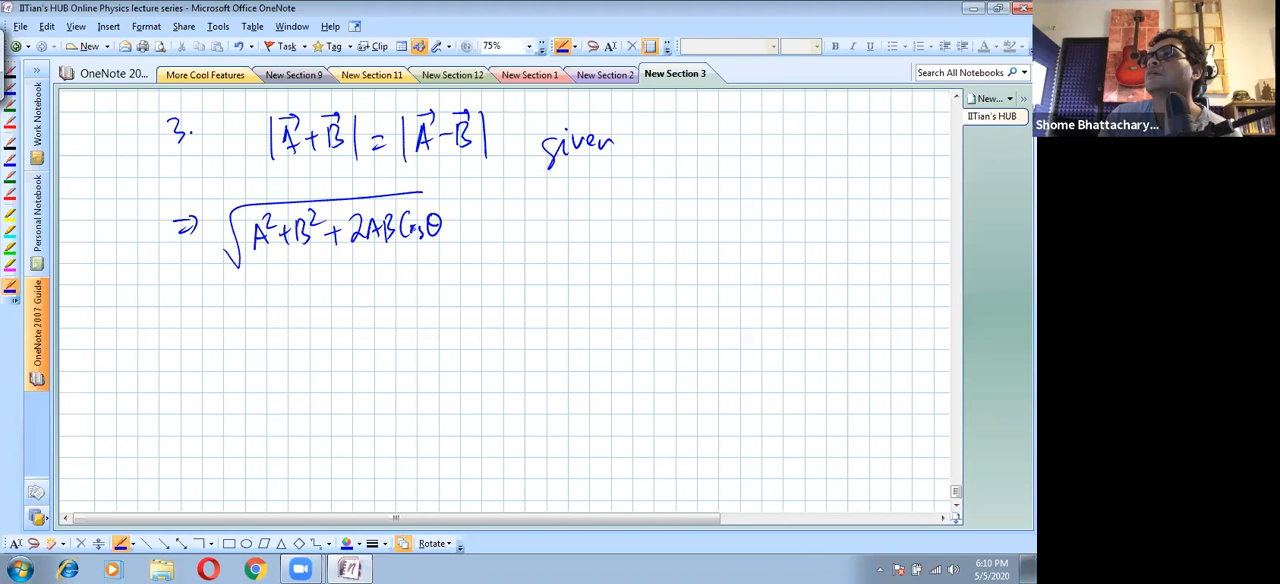 IITian's HUB Online Physics lecture series - Microsoft Office OneNote
File Edit View Insert Format Share Tools Table Window Help
New Task Tag Clip 75% B I U
OneNote 20... More Cool Features New Section 9 New Section 11 New Section 12 New Section 1 New Section 2 New Section 3 Search All Notebooks
New...
IITian's HUB
Work Notebook
Personal Notebook
OneNote 2007 Guide
3. |A⃗+B⃗| = |A⃗-B⃗| given
⇒ √A²+B²+2AB Cosθ
Shome Bhattachary...
Rotate
6:10 PM
5/5/2020